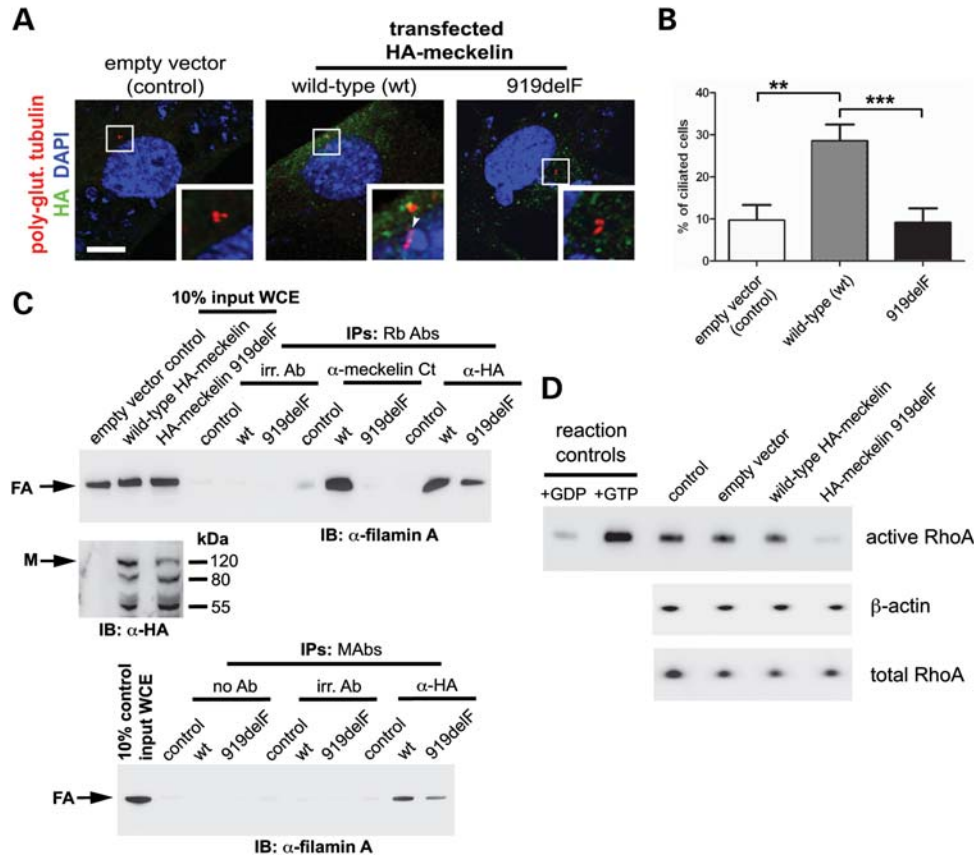 A
transfected
HA-meckelin
empty vector
(control)
wild-type (wt)
919delF
poly-glut. tubulin
HA DAPI
B
**
***
% of ciliated cells
40
30
20
10
0
empty vector
(control)
wild-type (wt)
919delF
C
10% input WCE
IPs: Rb Abs
irr. Ab
α-meckelin Ct
α-HA
empty vector control
wild-type HA-meckelin
HA-meckelin 919delF
control
wt
919delF
control
wt
919delF
control
wt
919delF
FA
IB: α-filamin A
M
kDa
120
80
55
IB: α-HA
IPs: MAbs
10% control
input WCE
no Ab
irr. Ab
α-HA
control
wt
919delF
control
wt
919delF
control
wt
919delF
FA
IB: α-filamin A
D
reaction
controls
+GDP +GTP
control
empty vector
wild-type HA-meckelin
HA-meckelin 919delF
active RhoA
β-actin
total RhoA